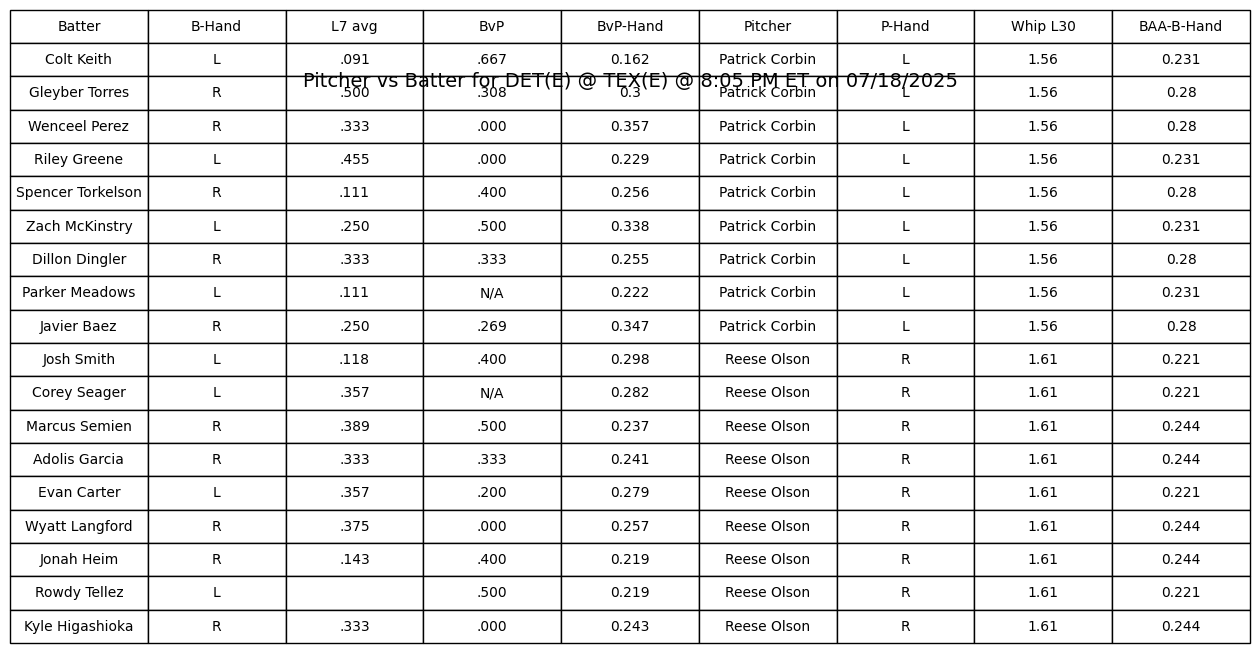 Batter B-Hand L7 avg BvP BvP-Hand Pitcher P-Hand Whip L30 BAA-B-Hand
Colt Keith L .091 .667 0.162 Patrick Corbin L 1.56 0.231
Pitcher vs Batter for DET(E) @ TEX(E) @ 8:05 PM ET on 07/18/2025
Gleyber Torres R .500 .308 0.3 Patrick Corbin L 1.56 0.28
Wenceel Perez R .333 .000 0.357 Patrick Corbin L 1.56 0.28
Riley Greene L .455 .000 0.229 Patrick Corbin L 1.56 0.231
Spencer Torkelson R .111 .400 0.256 Patrick Corbin L 1.56 0.28
Zach McKinstry L .250 .500 0.338 Patrick Corbin L 1.56 0.231
Dillon Dingler R .333 .333 0.255 Patrick Corbin L 1.56 0.28
Parker Meadows L .111 N/A 0.222 Patrick Corbin L 1.56 0.231
Javier Baez R .250 .269 0.347 Patrick Corbin L 1.56 0.28
Josh Smith L .118 .400 0.298 Reese Olson R 1.61 0.221
Corey Seager L .357 N/A 0.282 Reese Olson R 1.61 0.221
Marcus Semien R .389 .500 0.237 Reese Olson R 1.61 0.244
Adolis Garcia R .333 .333 0.241 Reese Olson R 1.61 0.244
Evan Carter L .357 .200 0.279 Reese Olson R 1.61 0.221
Wyatt Langford R .375 .000 0.257 Reese Olson R 1.61 0.244
Jonah Heim R .143 .400 0.219 Reese Olson R 1.61 0.244
Rowdy Tellez L .500 0.219 Reese Olson R 1.61 0.221
Kyle Higashioka R .333 .000 0.243 Reese Olson R 1.61 0.244